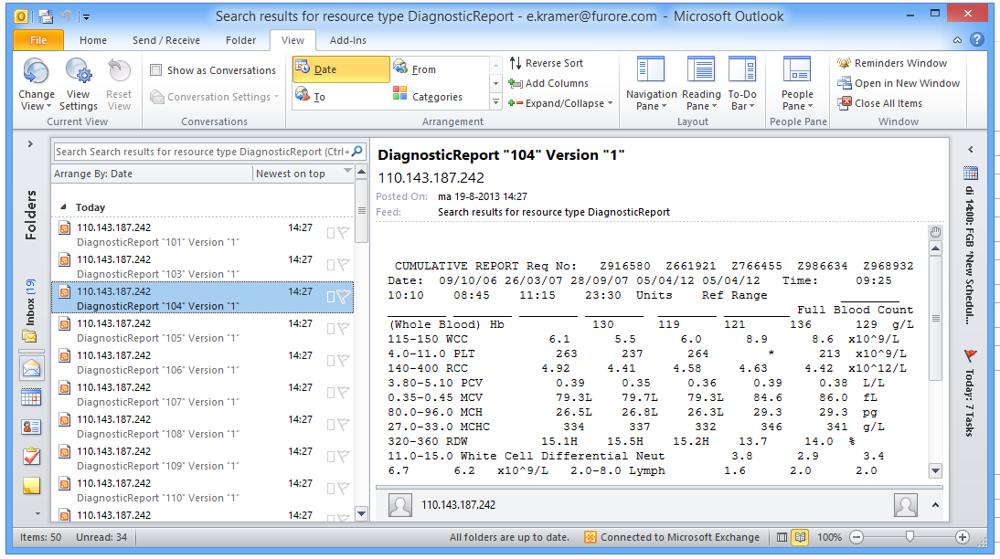 Search results for resource type DiagnosticReport - e.kramer@furore.com - Microsoft Outlook
File Home Send / Receive Folder View Add-Ins
Change View
View Settings
Reset View
Current View
Show as Conversations
Conversation Settings
Conversations
Date From
To Categories
Reverse Sort
Add Columns
Expand/Collapse
Arrangement
Navigation Pane
Reading Pane
To-Do Bar
Layout
People Pane
People Pane
Reminders Window
Open in New Window
Close All Items
Window
Folders
Inbox (19)
Search Search results for resource type DiagnosticReport (Ctrl+
Arrange By: Date Newest on top
Today
110.143.187.242 14:27
DiagnosticReport "101" Version "1"
110.143.187.242 14:27
DiagnosticReport "103" Version "1"
110.143.187.242 14:27
DiagnosticReport "104" Version "1"
110.143.187.242 14:27
DiagnosticReport "105" Version "1"
110.143.187.242 14:27
DiagnosticReport "106" Version "1"
110.143.187.242 14:27
DiagnosticReport "107" Version "1"
110.143.187.242 14:27
DiagnosticReport "108" Version "1"
110.143.187.242 14:27
DiagnosticReport "109" Version "1"
110.143.187.242 14:27
DiagnosticReport "110" Version "1"
110.143.187.242 14:27
DiagnosticReport "104" Version "1"
110.143.187.242
Posted On: ma 19-8-2013 14:27
Feed: Search results for resource type DiagnosticReport
CUMULATIVE REPORT Req No: Z916580 Z661921 Z766455 Z986634 Z968932
Date: 09/10/06 26/03/07 28/09/07 05/04/12 05/04/12 Time: 09:25
10:10 08:45 11:15 23:30 Units Ref Range ________
________ ________ ________ ________ ________ _________ Full Blood Count
(Whole Blood) Hb 130 119 121 136 129 g/L
115-150 WCC 6.1 5.5 6.0 8.9 8.6 x10^9/L
4.0-11.0 PLT 263 237 264 * 213 x10^9/L
140-400 RCC 4.92 4.41 4.58 4.63 4.42 x10^12/L
3.80-5.10 PCV 0.39 0.35 0.36 0.39 0.38 L/L
0.35-0.45 MCV 79.3L 79.7L 79.3L 84.6 86.0 fL
80.0-96.0 MCH 26.5L 26.8L 26.3L 29.3 29.3 pg
27.0-33.0 MCHC 334 337 332 346 341 g/L
320-360 RDW 15.1H 15.5H 15.2H 13.7 14.0 %
11.0-15.0 White Cell Differential Neut 3.8 2.9 3.4
6.7 6.2 x10^9/L 2.0-8.0 Lymph 1.6 2.0 2.0
110.143.187.242
di 14:00: FGB *New Schedul...
Today: 7 Tasks
Items: 50 Unread: 34 All folders are up to date. Connected to Microsoft Exchange 100%